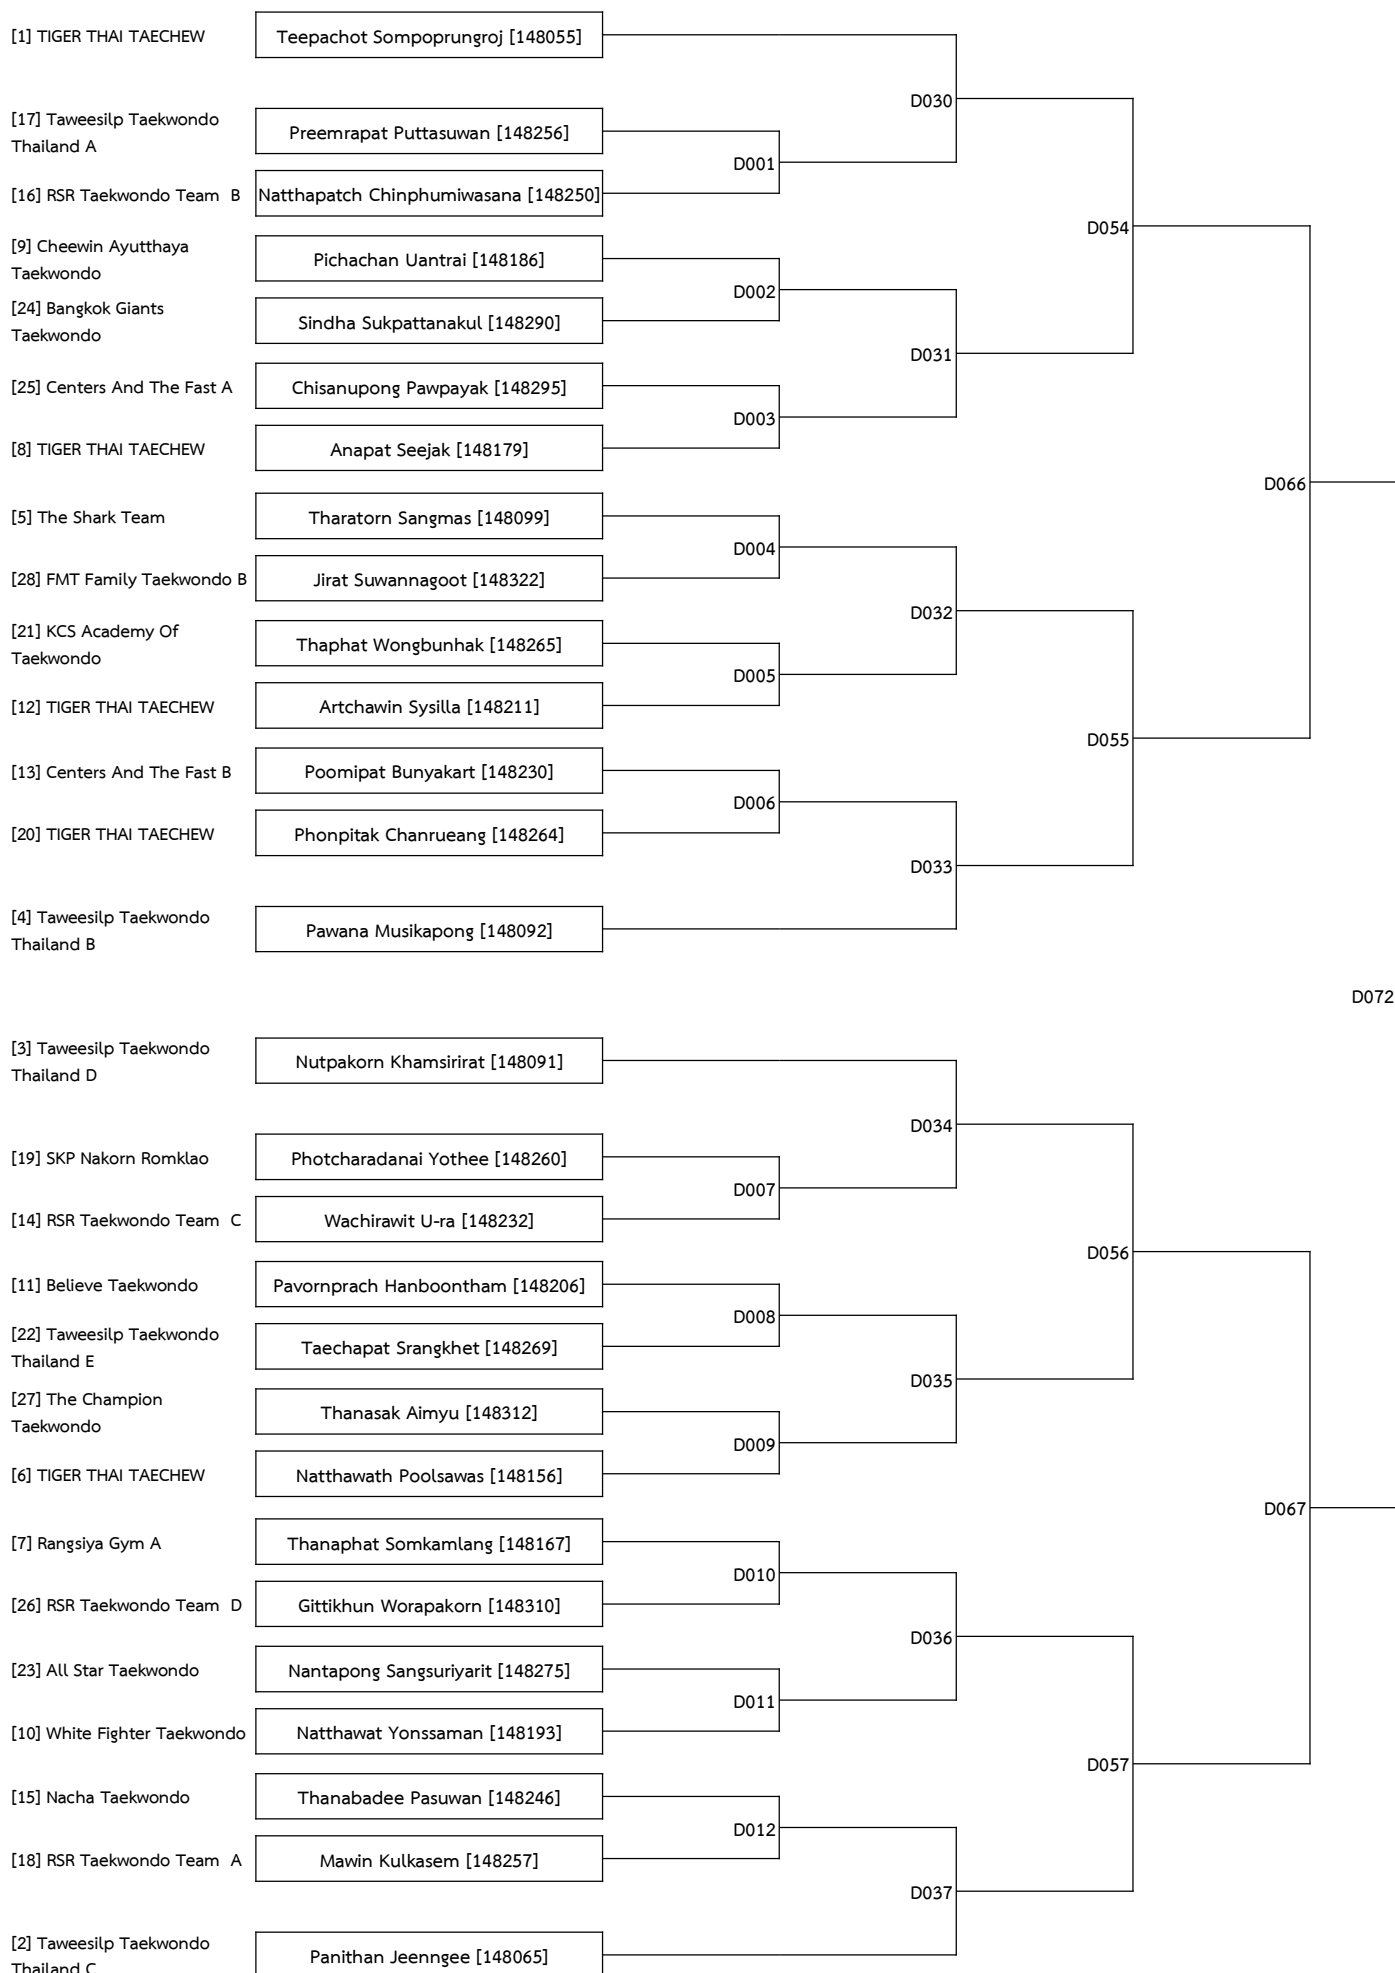 [1] TIGER THAI TAECHEW
Teepachot Sompoprungroj [148055]
D030
[17] Taweesilp Taekwondo
Thailand A
Preemrapat Puttasuwan [148256]
D001
[16] RSR Taekwondo Team B
Natthapatch Chinphumiwasana [148250]
D054
[9] Cheewin Ayutthaya
Taekwondo
Pichachan Uantrai [148186]
D002
[24] Bangkok Giants
Taekwondo
Sindha Sukpattanakul [148290]
D031
[25] Centers And The Fast A
Chisanupong Pawpayak [148295]
D003
[8] TIGER THAI TAECHEW
Anapat Seejak [148179]
D066
[5] The Shark Team
Tharatorn Sangmas [148099]
D004
[28] FMT Family Taekwondo B
Jirat Suwannagoot [148322]
D032
[21] KCS Academy Of
Taekwondo
Thaphat Wongbunhak [148265]
D005
[12] TIGER THAI TAECHEW
Artchawin Sysilla [148211]
D055
[13] Centers And The Fast B
Poomipat Bunyakart [148230]
D006
[20] TIGER THAI TAECHEW
Phonpitak Chanrueang [148264]
D033
[4] Taweesilp Taekwondo
Thailand B
Pawana Musikapong [148092]
D072
[3] Taweesilp Taekwondo
Thailand D
Nutpakorn Khamsirirat [148091]
D034
[19] SKP Nakorn Romklao
Photcharadanai Yothee [148260]
D007
[14] RSR Taekwondo Team C
Wachirawit U-ra [148232]
D056
[11] Believe Taekwondo
Pavornprach Hanboontham [148206]
D008
[22] Taweesilp Taekwondo
Thailand E
Taechapat Srangkhet [148269]
D035
[27] The Champion
Taekwondo
Thanasak Aimyu [148312]
D009
[6] TIGER THAI TAECHEW
Natthawath Poolsawas [148156]
D067
[7] Rangsiya Gym A
Thanaphat Somkamlang [148167]
D010
[26] RSR Taekwondo Team D
Gittikhun Worapakorn [148310]
D036
[23] All Star Taekwondo
Nantapong Sangsuriyarit [148275]
D011
[10] White Fighter Taekwondo
Natthawat Yonssaman [148193]
D057
[15] Nacha Taekwondo
Thanabadee Pasuwan [148246]
D012
[18] RSR Taekwondo Team A
Mawin Kulkasem [148257]
D037
[2] Taweesilp Taekwondo
Thailand C
Panithan Jeenngee [148065]